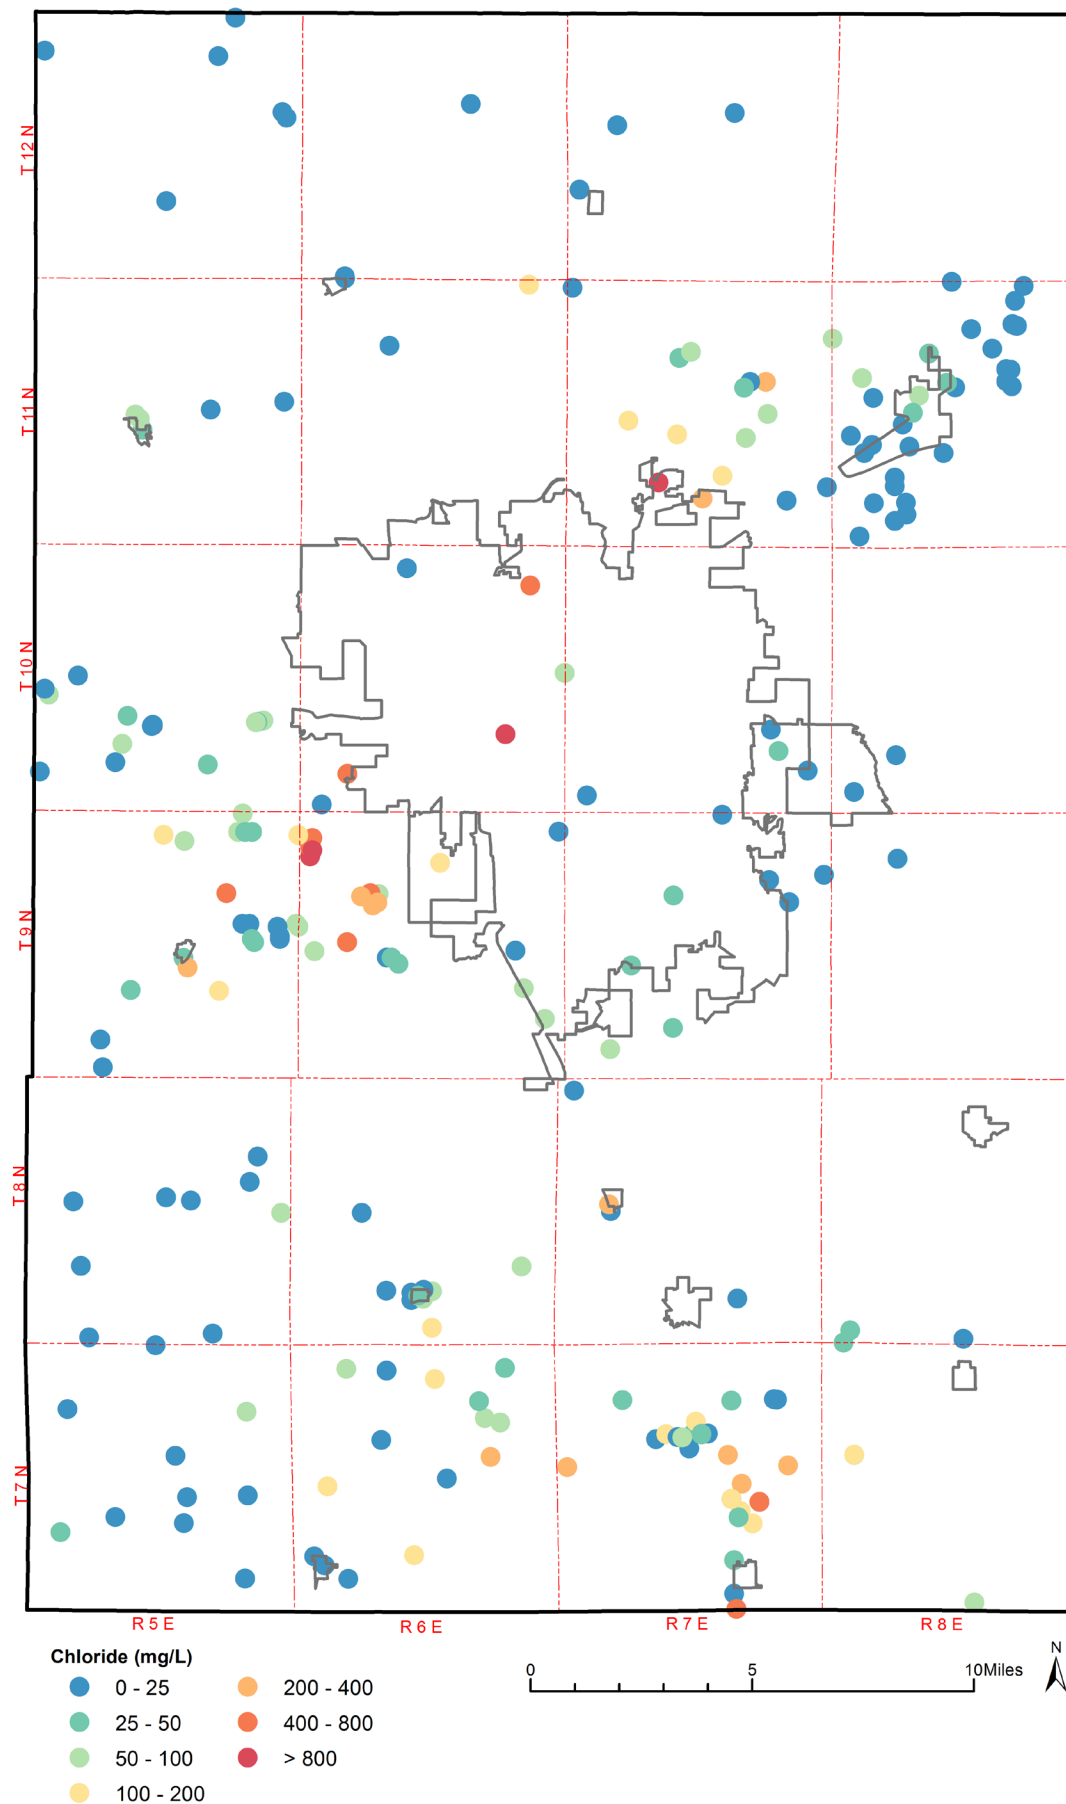 T 12 N
T 11 N
T 10 N
T 9 N
T 8 N
T 7 N
R 5 E
R 6 E
R 7 E
R 8 E
Chloride (mg/L)
0 - 25
25 - 50
50 - 100
100 - 200
200 - 400
400 - 800
> 800
0
5
10Miles
N